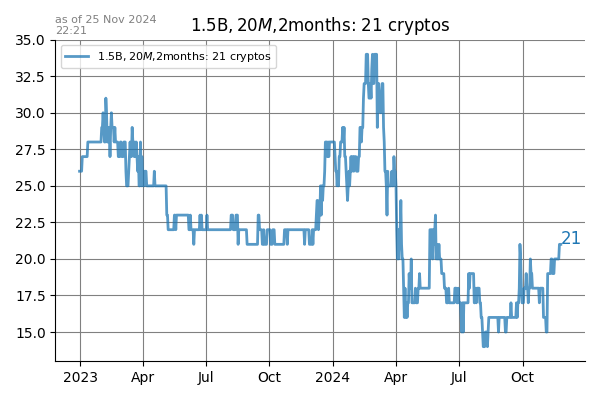 as of 25 Nov 2024
22:21
1.5B, 20M,2months: 21 cryptos
1.5B, 20M,2months: 21 cryptos
35.0
32.5
30.0
27.5
25.0
22.5
20.0
17.5
15.0
21
2023 Apr Jul Oct 2024 Apr Jul Oct